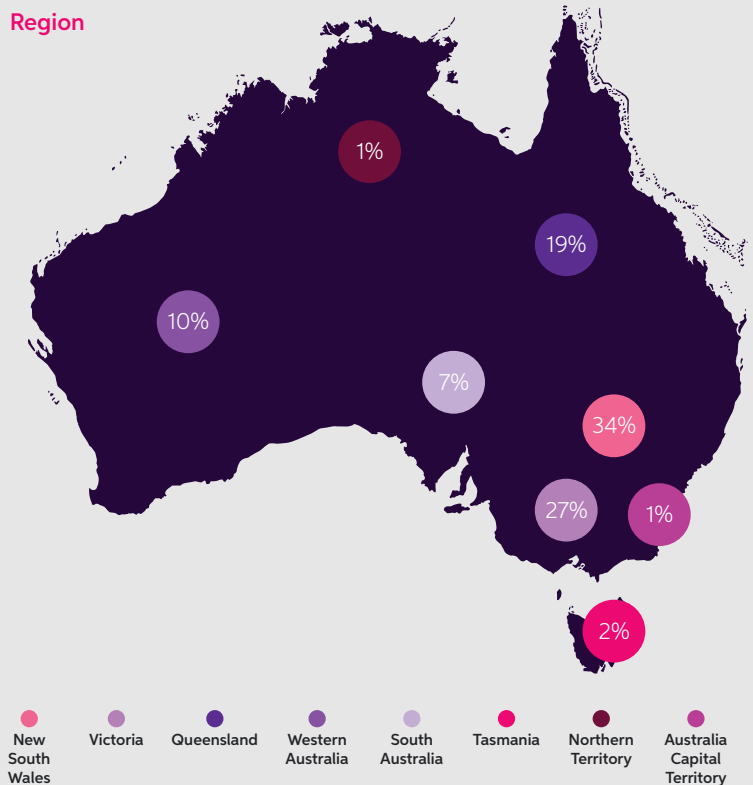 Region
1%
19%
10%
7%
34%
27%
1%
2%
New
South
Wales
Victoria
Queensland
Western
Australia
South
Australia
Tasmania
Northern
Territory
Australia
Capital
Territory